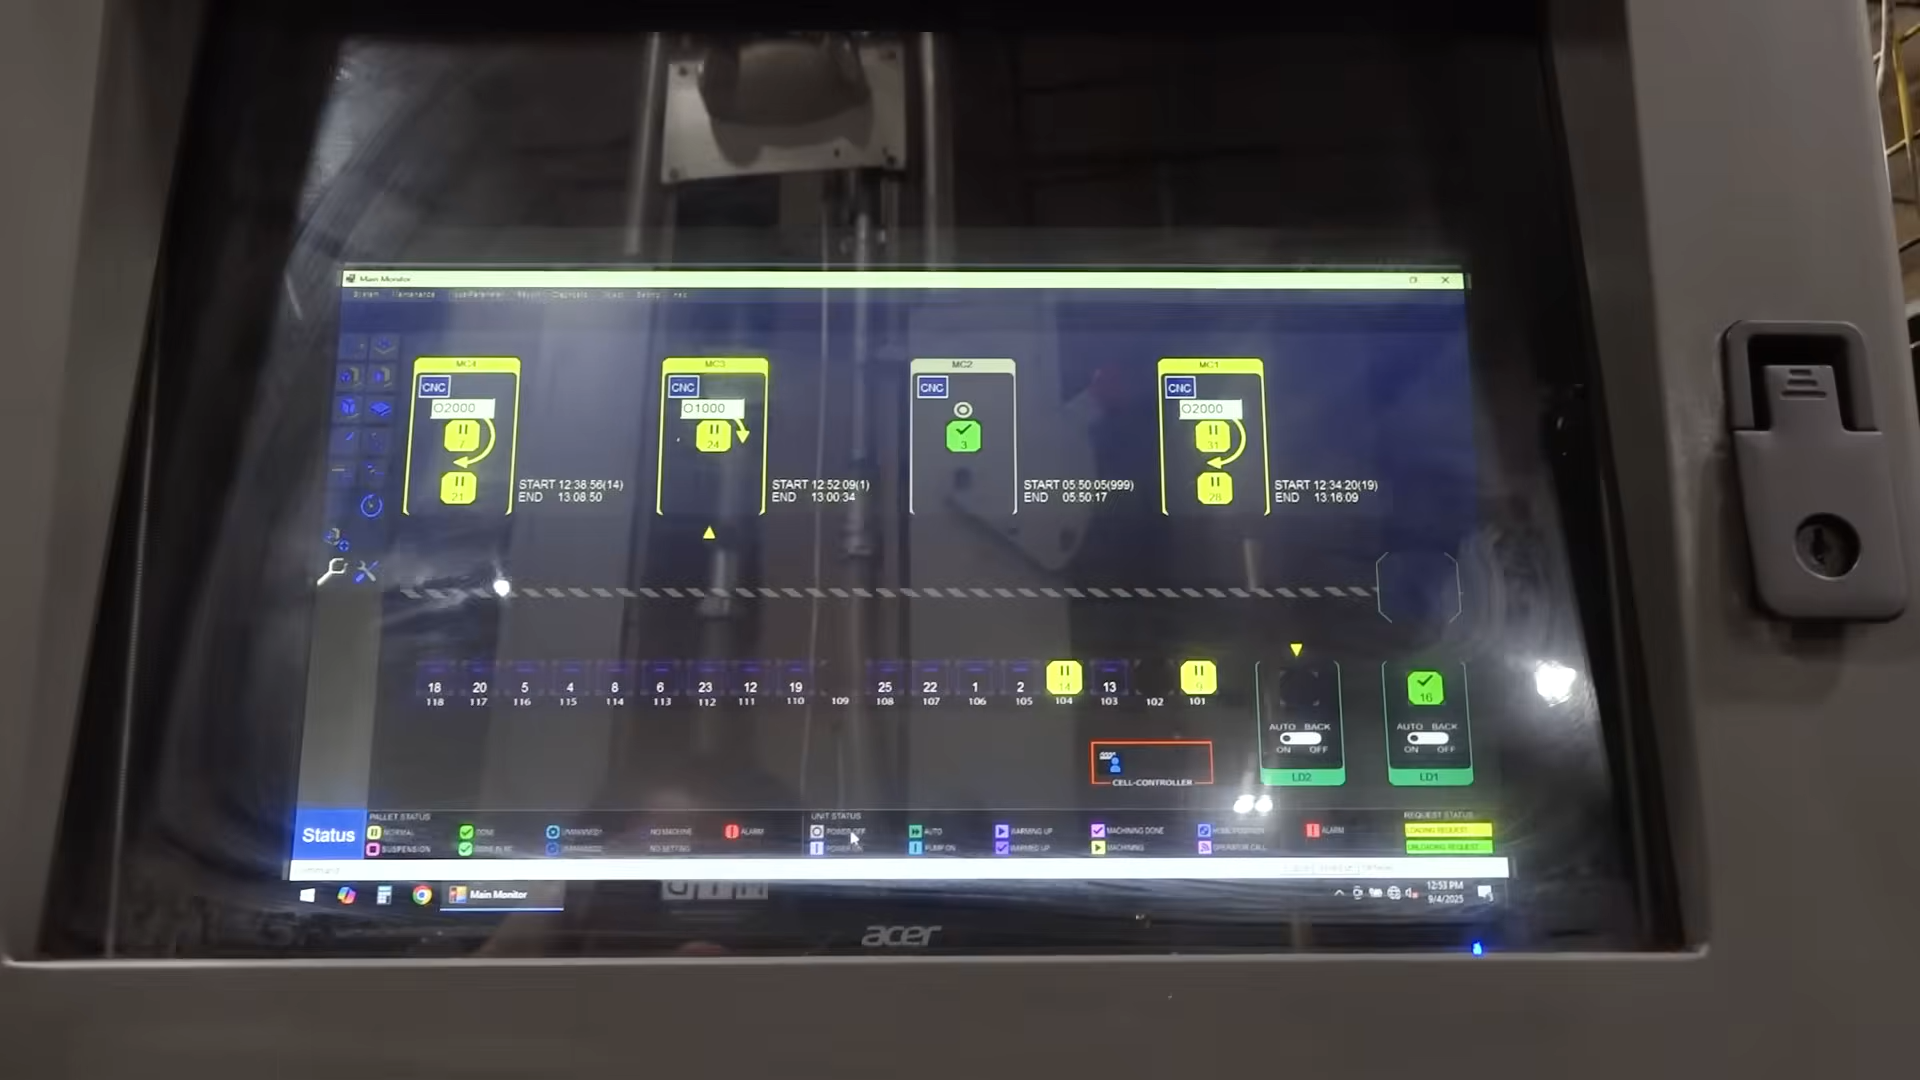 Main Monitor
System Maintenance
Diagnosis
MC4
CNC
O2000
7
21
START 12:38:56(14)
END 13:08:50
MC3
CNC
O1000
24
START 12:52:09(1)
END 13:00:34
MC2
CNC
3
START 05:50:05(999)
END 05:50:17
MC1
CNC
O2000
31
28
START 12:34:20(19)
END 13:16:09
18 20 5 4 8 6 23 12 19 25 22 1 2 14 13 9
118 117 116 115 114 113 112 111 110 109 108 107 106 105 104 103 102 101
AUTO BACK
ON OFF
LD2
16
AUTO BACK
ON OFF
LD1
CELL-CONTROLLER
Status
PALLET STATUS
NORMAL DONE NO MACHINE ALARM
SUSPENSION NO SETTING
UNIT STATUS
POWER OFF AUTO WARMING UP MACHINING DONE HOME POSITION ALARM
POWER ON PUMP ON WARMED UP MACHINING OPERATOR CALL
REQUEST STATUS
LOADING REQUEST
UNLOADING REQUEST
Main Monitor
12:53 PM
9/4/2025
acer